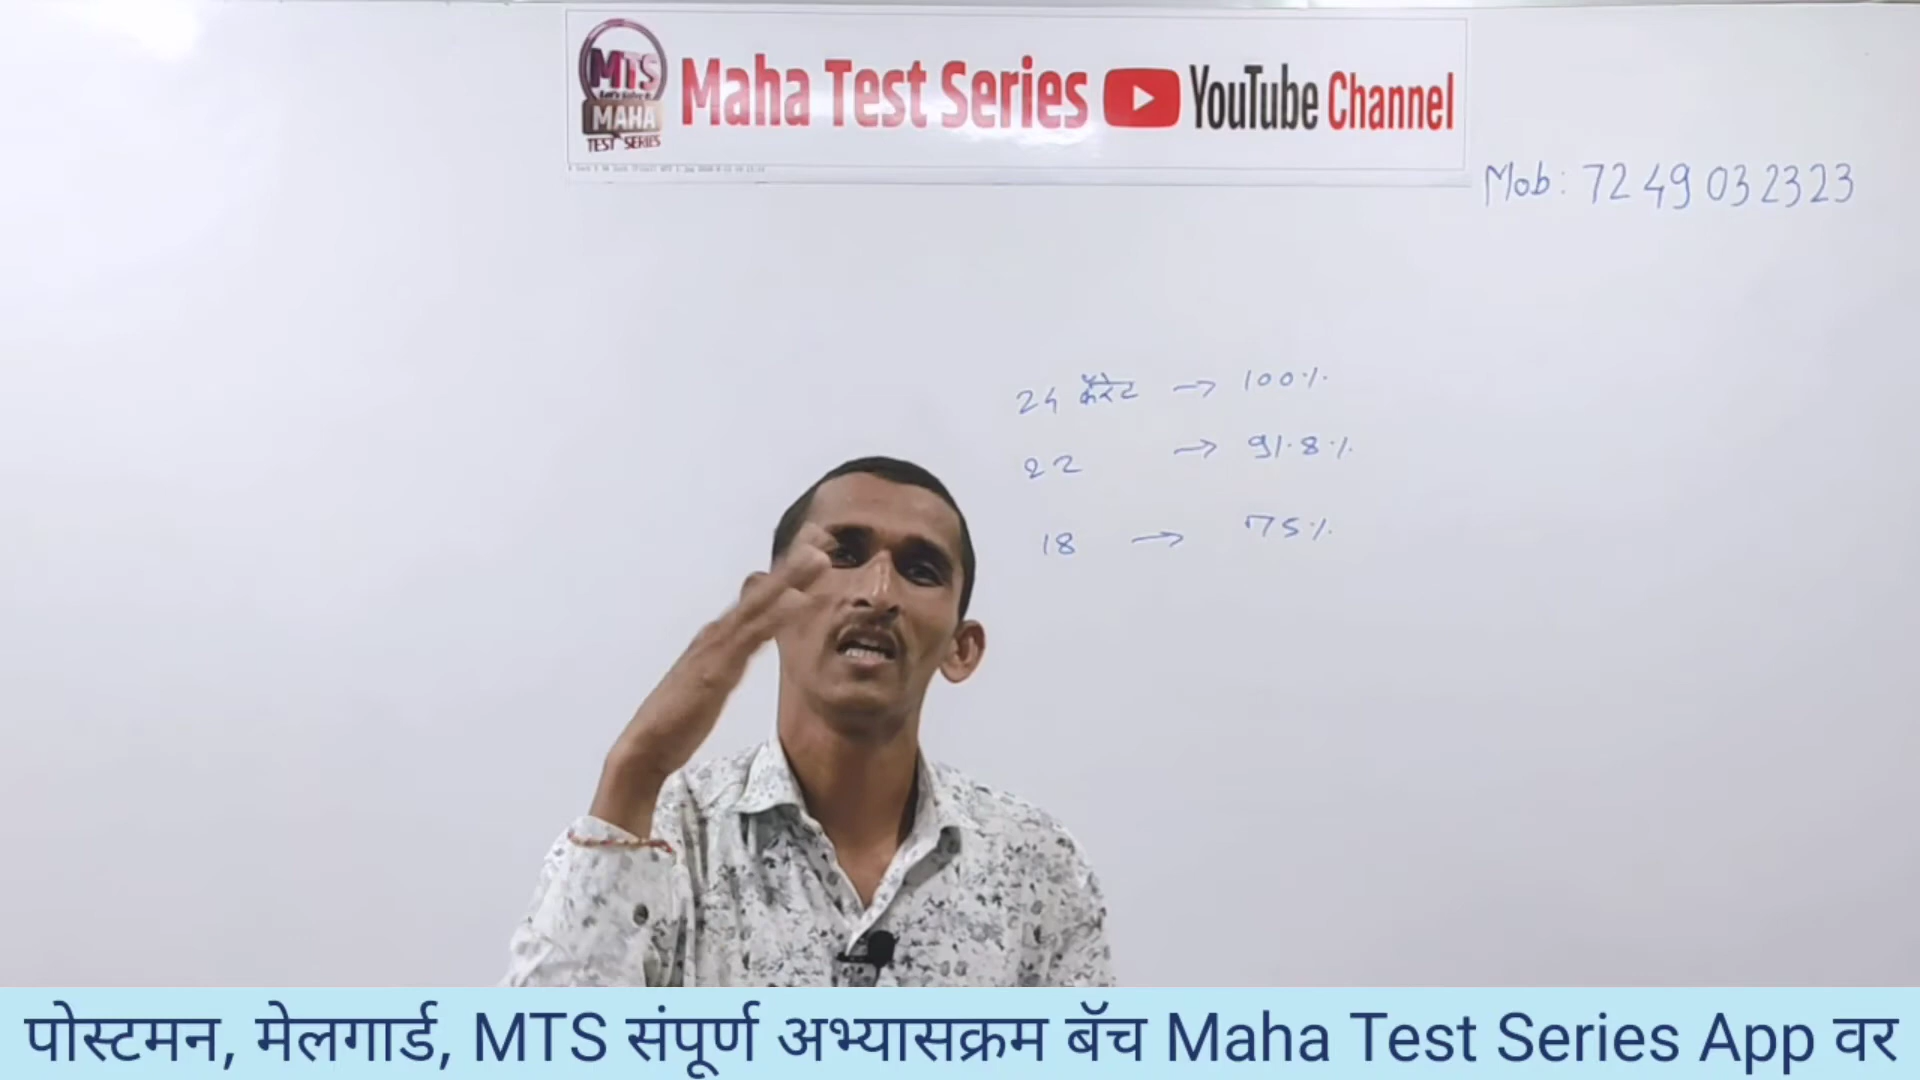 MTS
MAHA
TEST SERIES
Maha Test Series YouTube Channel
Mob: 7249032323
24 कॅरेट → 100%
22 → 91.8%
18 → 75%
पोस्टमन, मेलगार्ड, MTS संपूर्ण अभ्यासक्रम बॅच Maha Test Series App वर